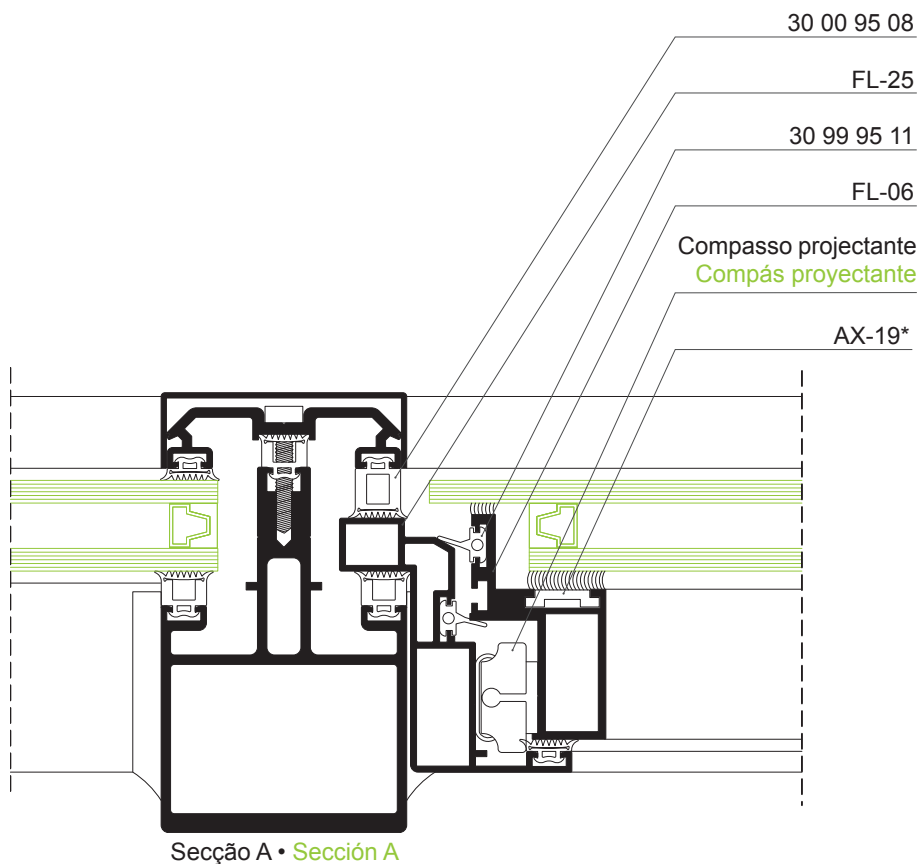 30 00 95 08
FL-25
30 99 95 11
FL-06
Compasso projectante
Compás proyectante
AX-19*
Secção A • Sección A